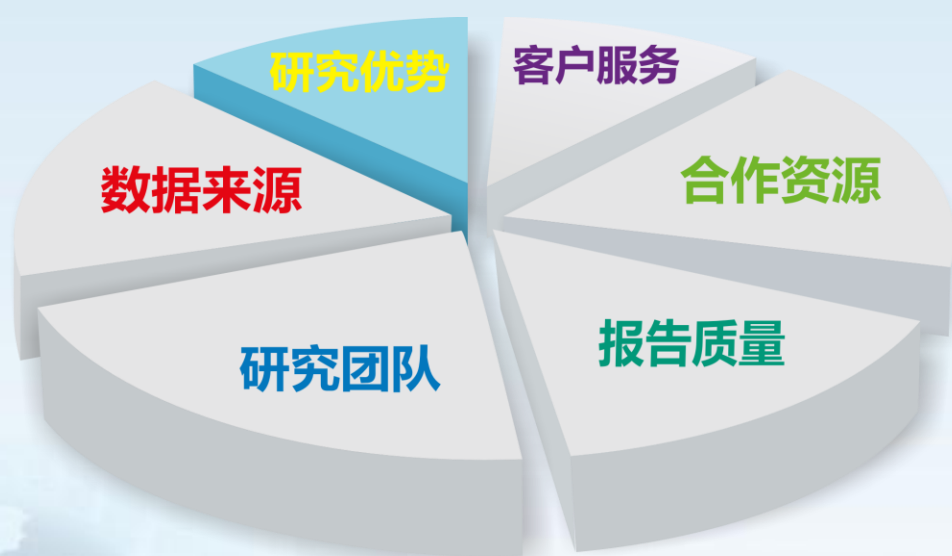 研究优势
客户服务
数据来源
合作资源
研究团队
报告质量